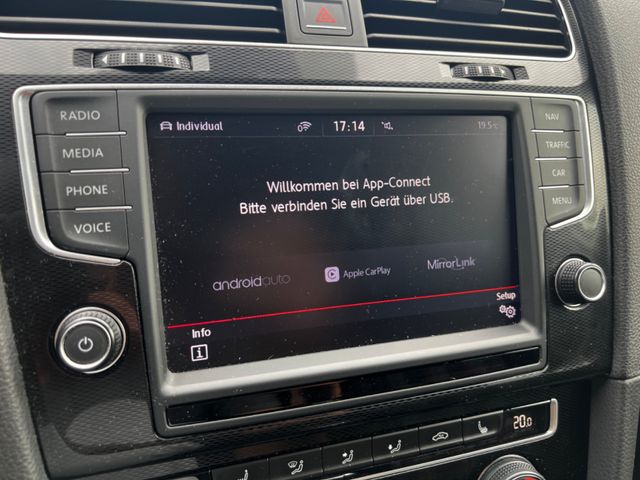 RADIO
MEDIA
PHONE
VOICE
NAV
TRAFFIC
CAR
MENU
Individual
17:14
19.5°C
Willkommen bei App-Connect
Bitte verbinden Sie ein Gerät über USB.
androidauto
Apple CarPlay
MirrorLink
Setup
Info
i
20.0